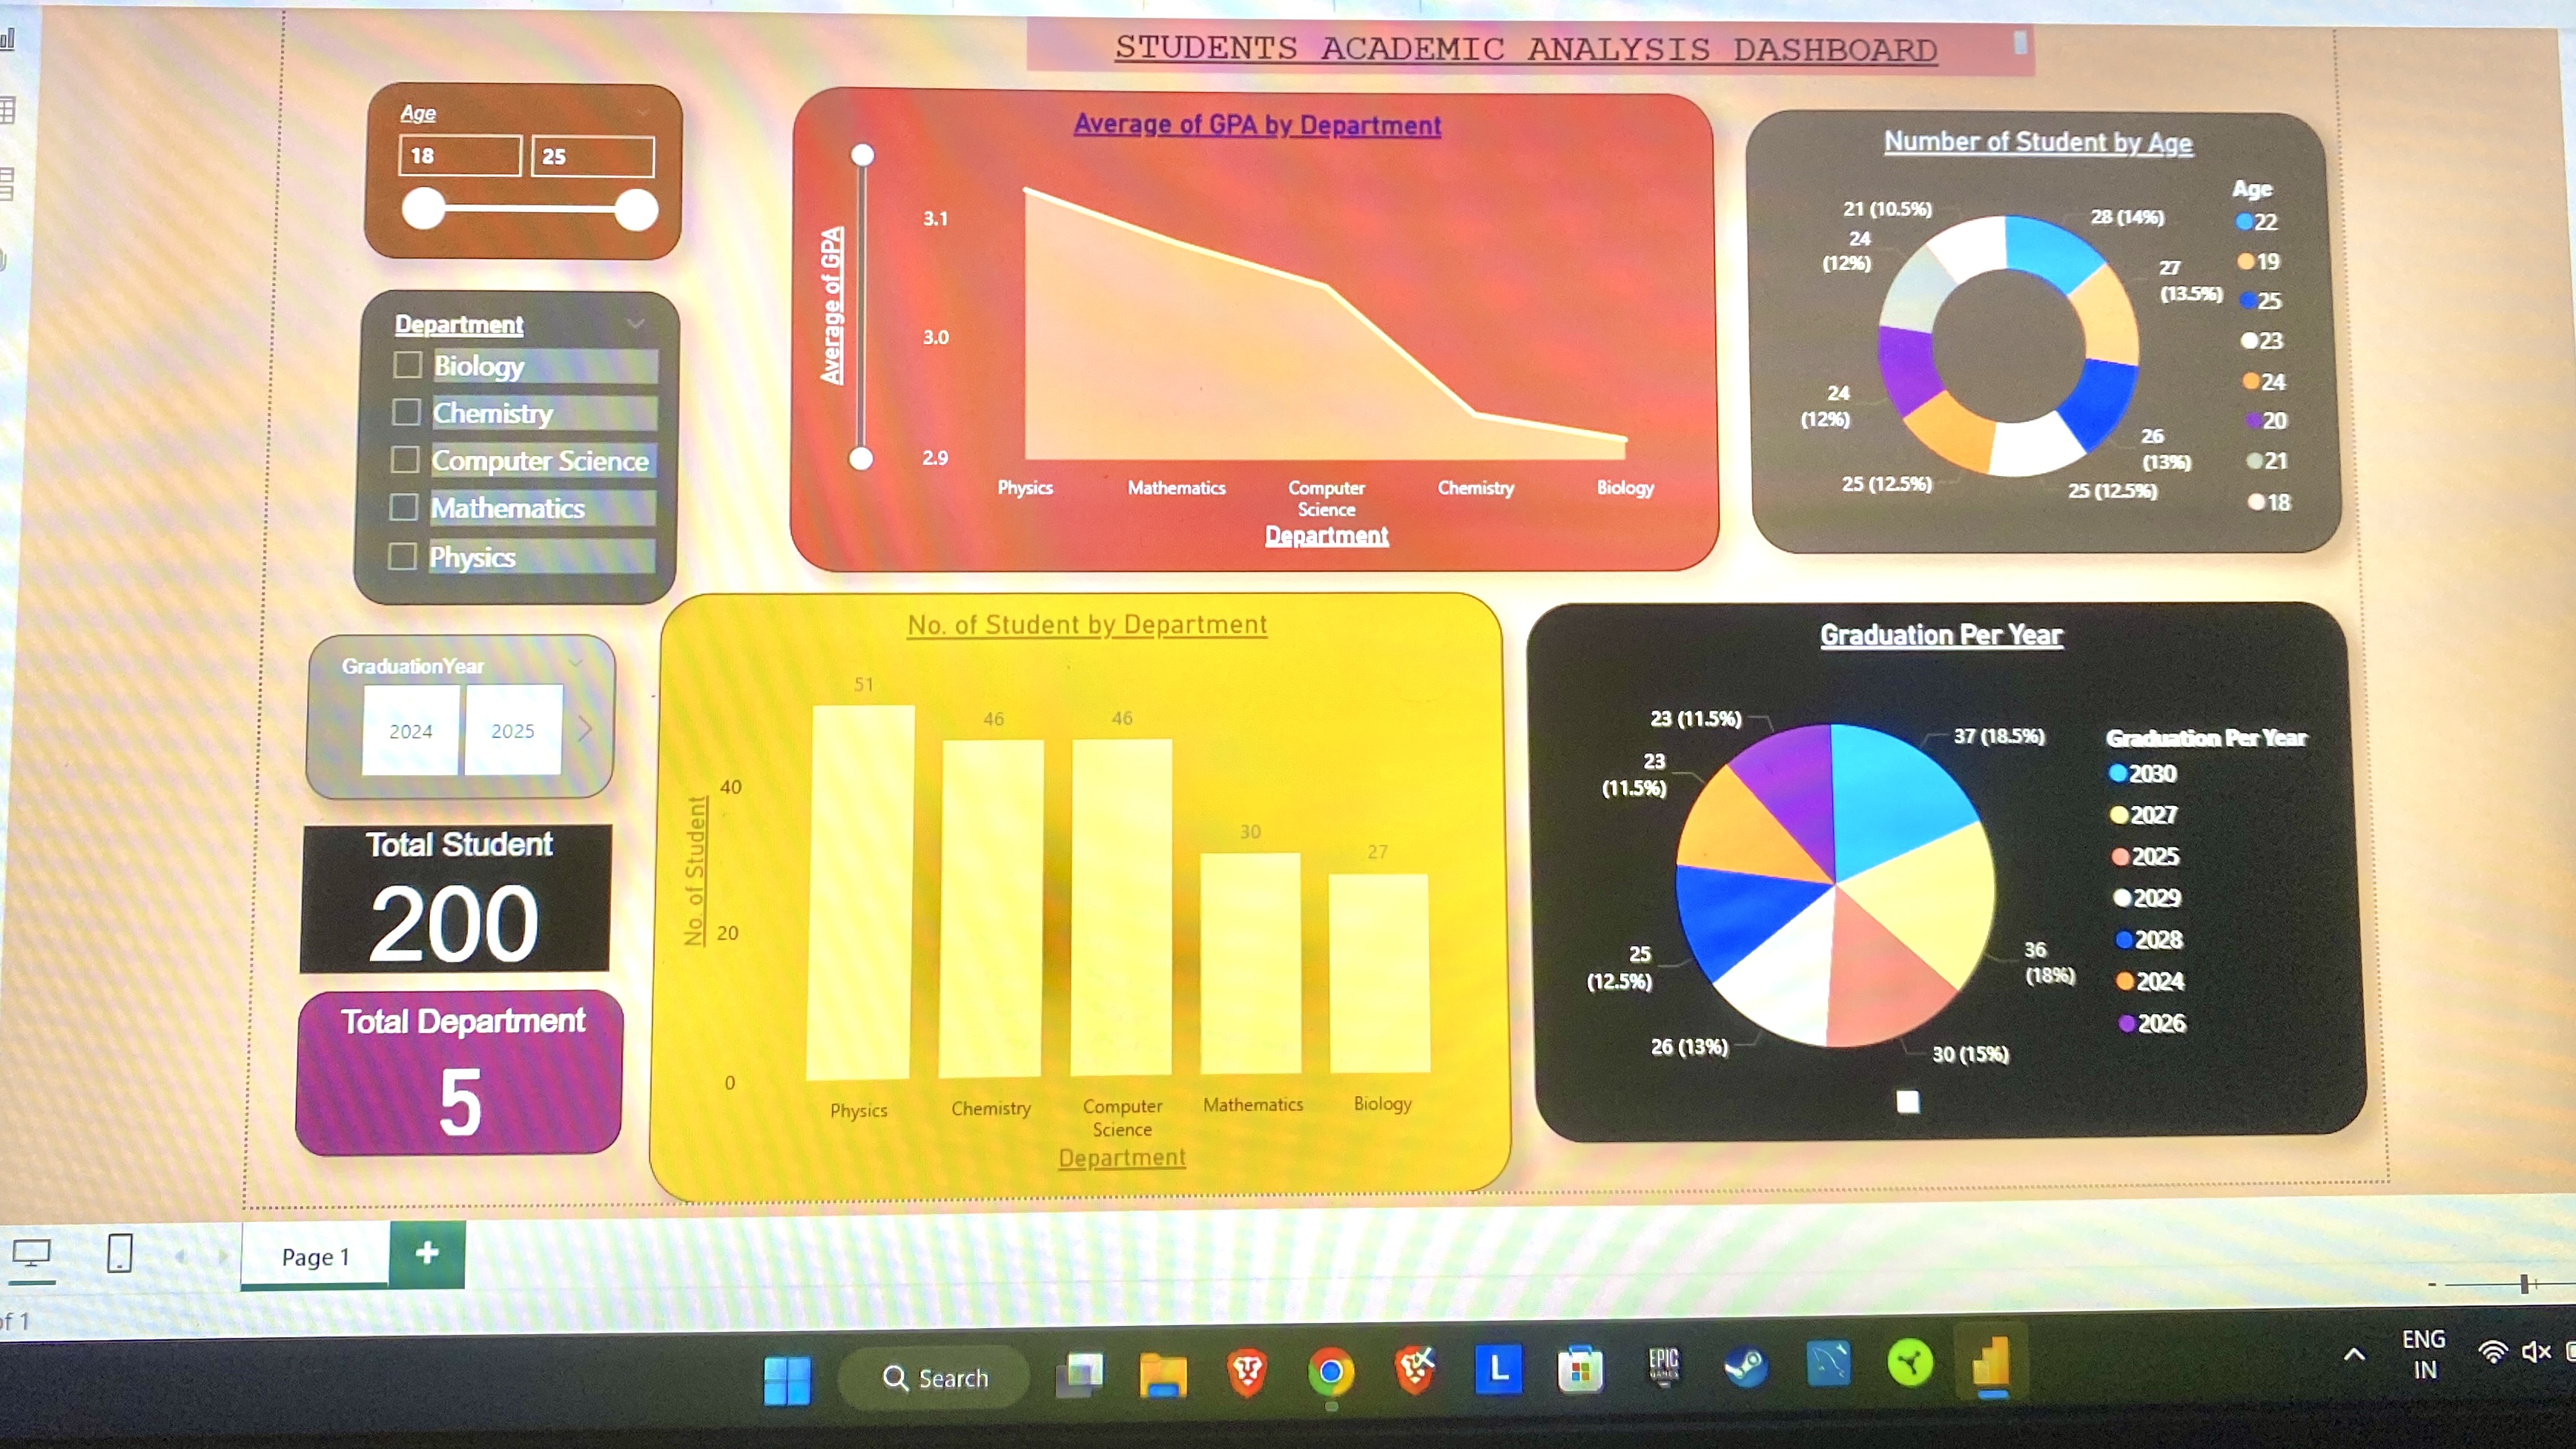 STUDENTS ACADEMIC ANALYSIS DASHBOARD
Age
18
25
Department
Biology
Chemistry
Computer Science
Mathematics
Physics
GraduationYear
2024
2025
Total Student
200
Total Department
5
Average of GPA by Department
Average of GPA
3.1
3.0
2.9
Physics
Mathematics
Computer
Science
Chemistry
Biology
Department
Number of Student by Age
21 (10.5%)
24
(12%)
24
(12%)
25 (12.5%)
28 (14%)
27
(13.5%)
26
(13%)
25 (12.5%)
Age
22
19
25
23
24
20
21
18
No. of Student by Department
No. of Student
40
20
0
51
46
46
30
27
Physics
Chemistry
Computer
Science
Mathematics
Biology
Department
Graduation Per Year
23 (11.5%)
23
(11.5%)
25
(12.5%)
26 (13%)
37 (18.5%)
36
(18%)
30 (15%)
Graduation Per Year
2030
2027
2025
2029
2028
2024
2026
Page 1
+
of 1
Search
L
EPIC
GAMES
ENG
IN